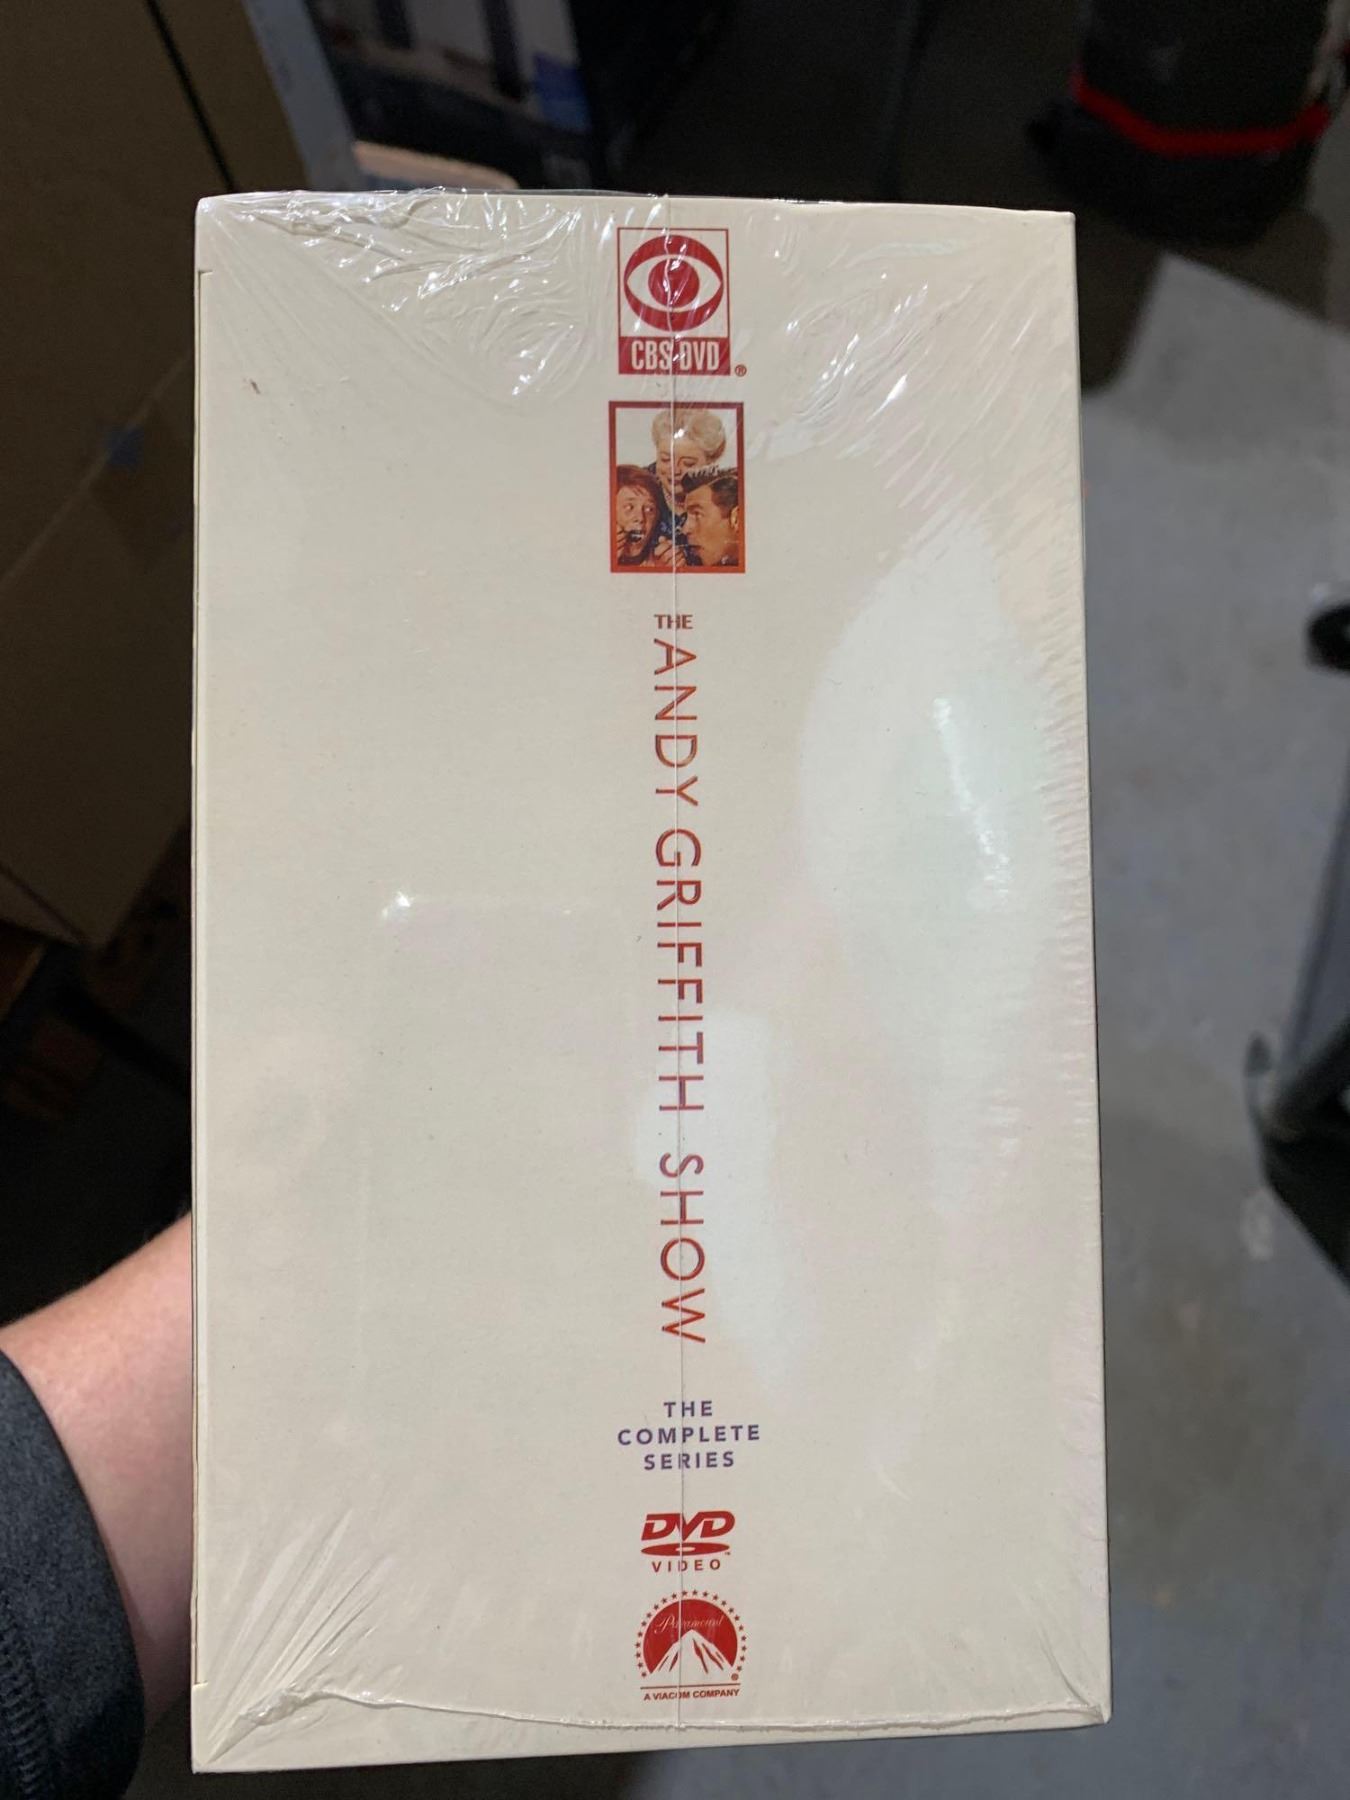 CBS DVD
®
THE
ANDY GRIFFITH SHOW
THE
COMPLETE
SERIES
DVD
VIDEO
Paramount
®
A VIACOM COMPANY